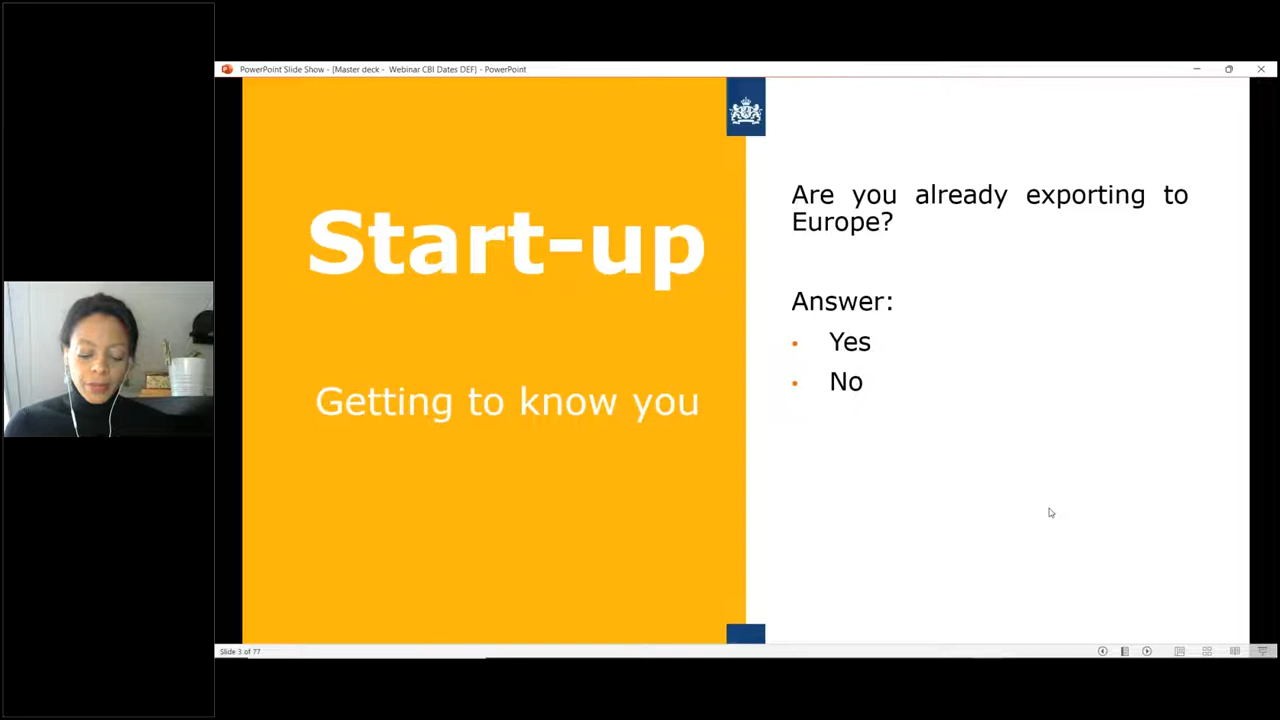 PowerPoint Slide Show - [Master deck - Webinar CBI Dates DEF] - PowerPoint
Start-up
Getting to know you
Are you already exporting to
Europe?
Answer:
• Yes
• No
Slide 3 of 77